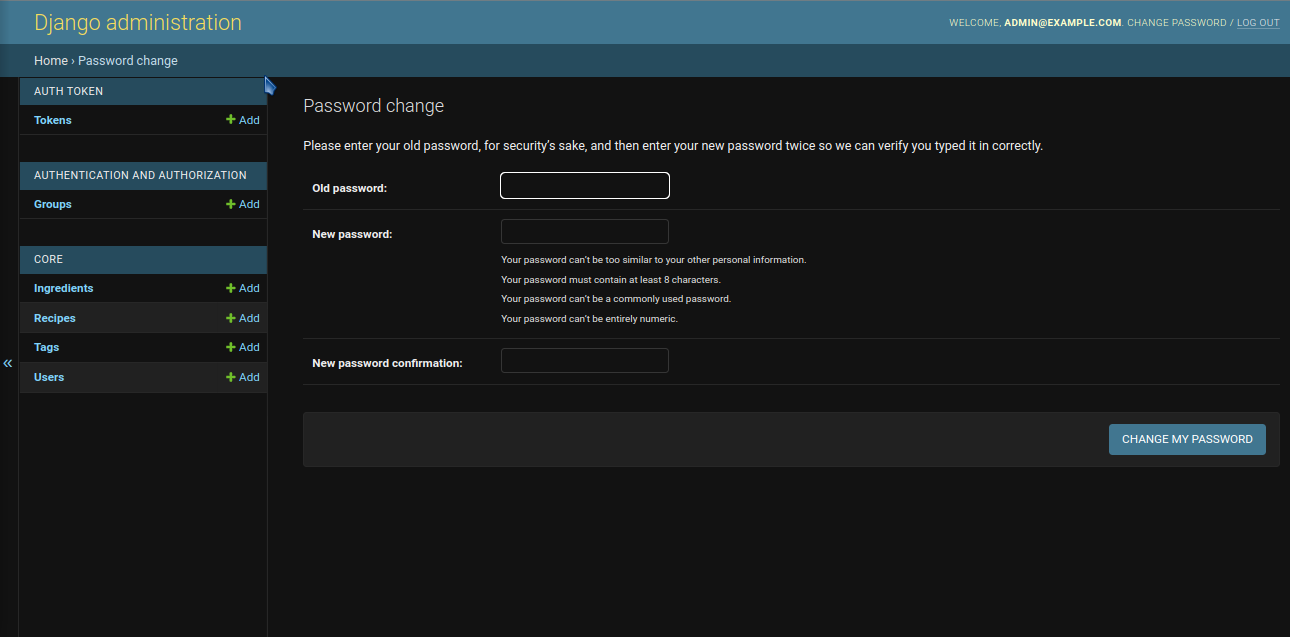 Django administration
WELCOME, ADMIN@EXAMPLE.COM. CHANGE PASSWORD / LOG OUT
Home › Password change
AUTH TOKEN
Tokens + Add
AUTHENTICATION AND AUTHORIZATION
Groups + Add
CORE
Ingredients + Add
Recipes + Add
Tags + Add
Users + Add
«
Password change
Please enter your old password, for security’s sake, and then enter your new password twice so we can verify you typed it in correctly.
Old password:
New password:
Your password can’t be too similar to your other personal information.
Your password must contain at least 8 characters.
Your password can’t be a commonly used password.
Your password can’t be entirely numeric.
New password confirmation:
CHANGE MY PASSWORD